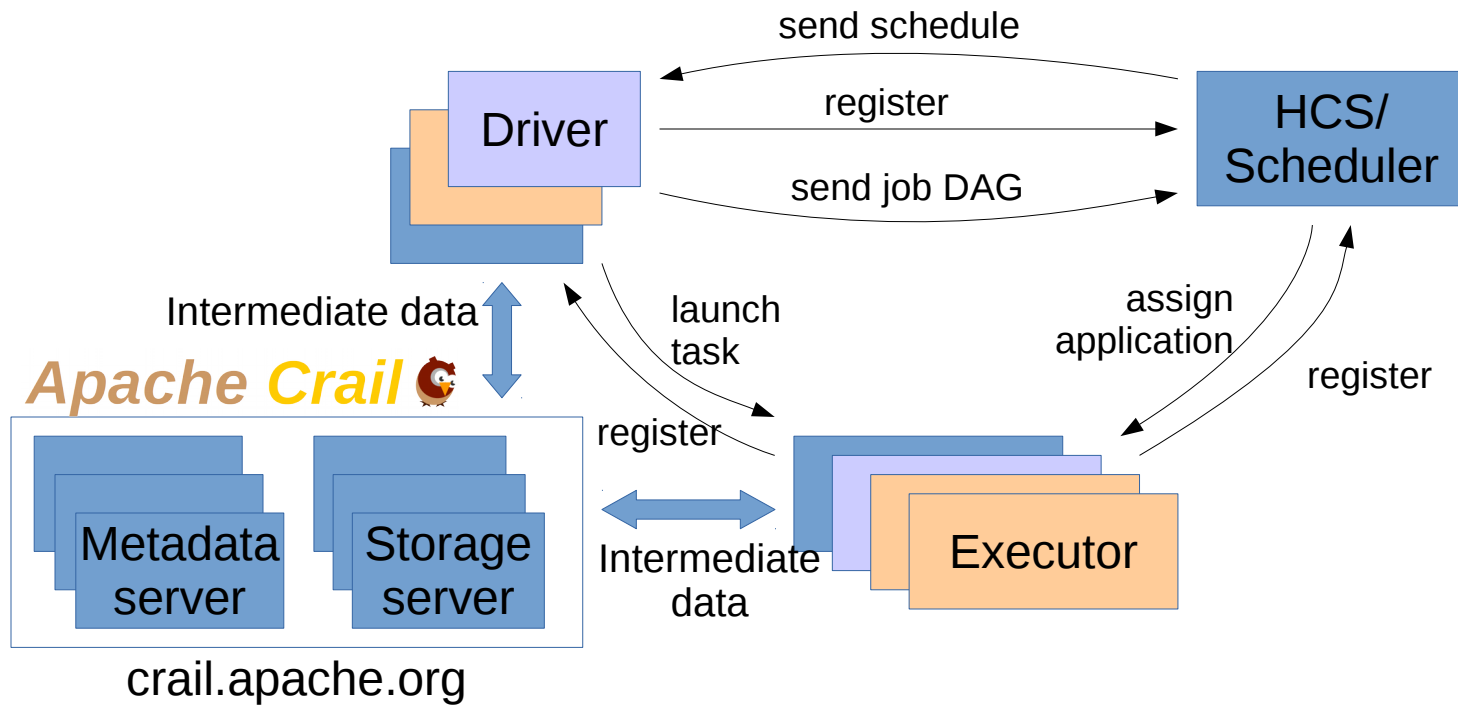 send schedule
register
send job DAG
Driver
HCS/
Scheduler
Intermediate data
launch
task
assign
application
register
register
Apache Crail
Metadata
server
Storage
server
Intermediate
data
Executor
crail.apache.org